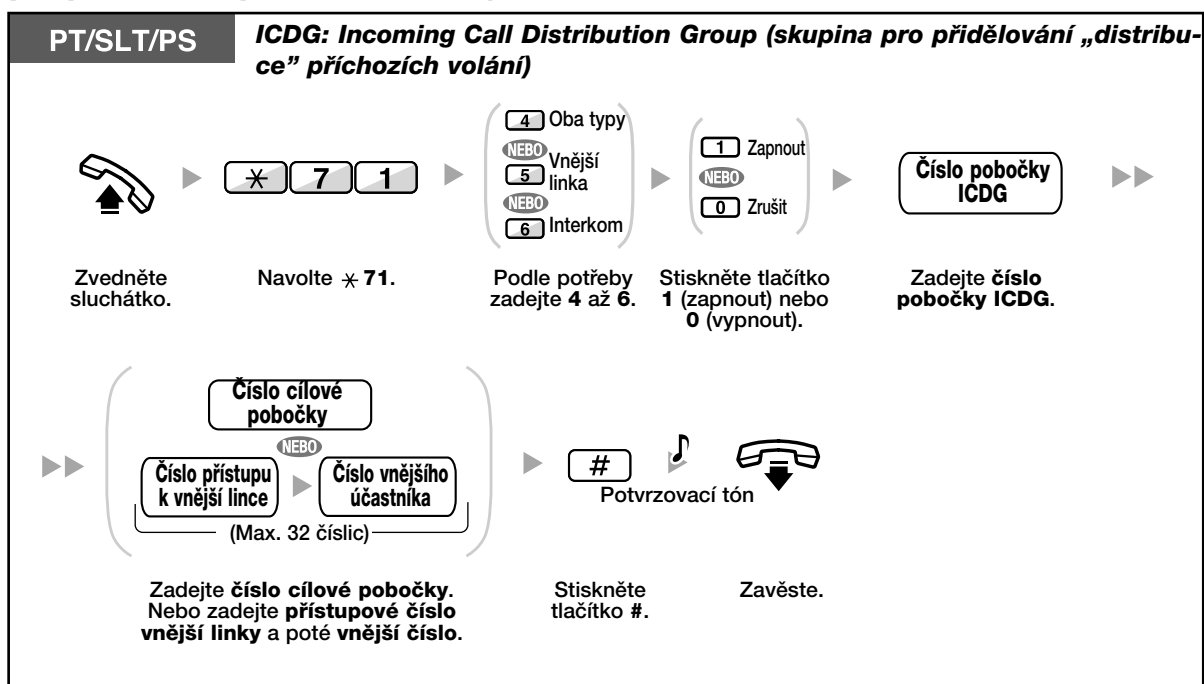 PT/SLT/PS
ICDG: Incoming Call Distribution Group (skupina pro přidělování „distribu-
ce” příchozích volání)
4 Oba typy
NEBO
5 Vnější linka
NEBO
6 Interkom
1 Zapnout
NEBO
0 Zrušit
Číslo pobočky
ICDG
✳ 7 1
Zvedněte
sluchátko.
Navolte ✳ 71.
Podle potřeby
zadejte 4 až 6.
Stiskněte tlačítko
1 (zapnout) nebo
0 (vypnout).
Zadejte číslo
pobočky ICDG.
Číslo cílové
pobočky
NEBO
Číslo přístupu
k vnější lince
Číslo vnějšího
účastníka
(Max. 32 číslic)
#
Potvrzovací tón
Zadejte číslo cílové pobočky.
Nebo zadejte přístupové číslo
vnější linky a poté vnější číslo.
Stiskněte
tlačítko #.
Zavěste.